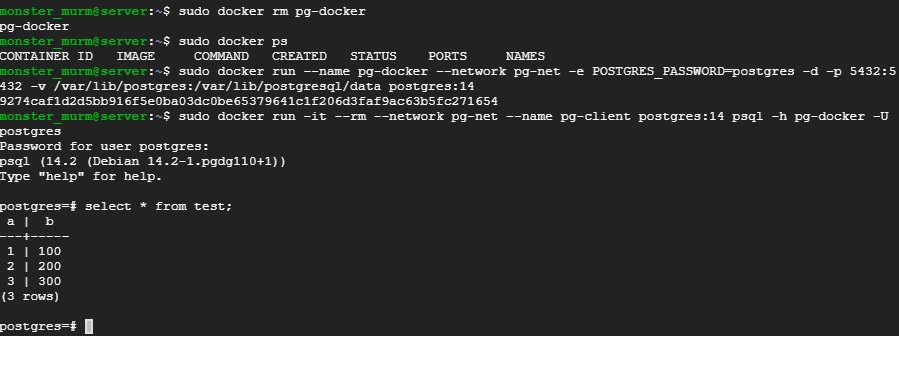 monster_murm@server:~$ sudo docker rm pg-docker
pg-docker
monster_murm@server:~$ sudo docker ps
CONTAINER ID   IMAGE     COMMAND   CREATED   STATUS    PORTS     NAMES
monster_murm@server:~$ sudo docker run --name pg-docker --network pg-net -e POSTGRES_PASSWORD=postgres -d -p 5432:5
432 -v /var/lib/postgres:/var/lib/postgresql/data postgres:14
9274caf1d2d5bb916f5e0ba03dc0be65379641c1f206d3faf9ac63b5fc271654
monster_murm@server:~$ sudo docker run -it --rm --network pg-net --name pg-client postgres:14 psql -h pg-docker -U
postgres
Password for user postgres:
psql (14.2 (Debian 14.2-1.pgdg110+1))
Type "help" for help.

postgres=# select * from test;
 a |  b
---+-----
 1 | 100
 2 | 200
 3 | 300
(3 rows)

postgres=#